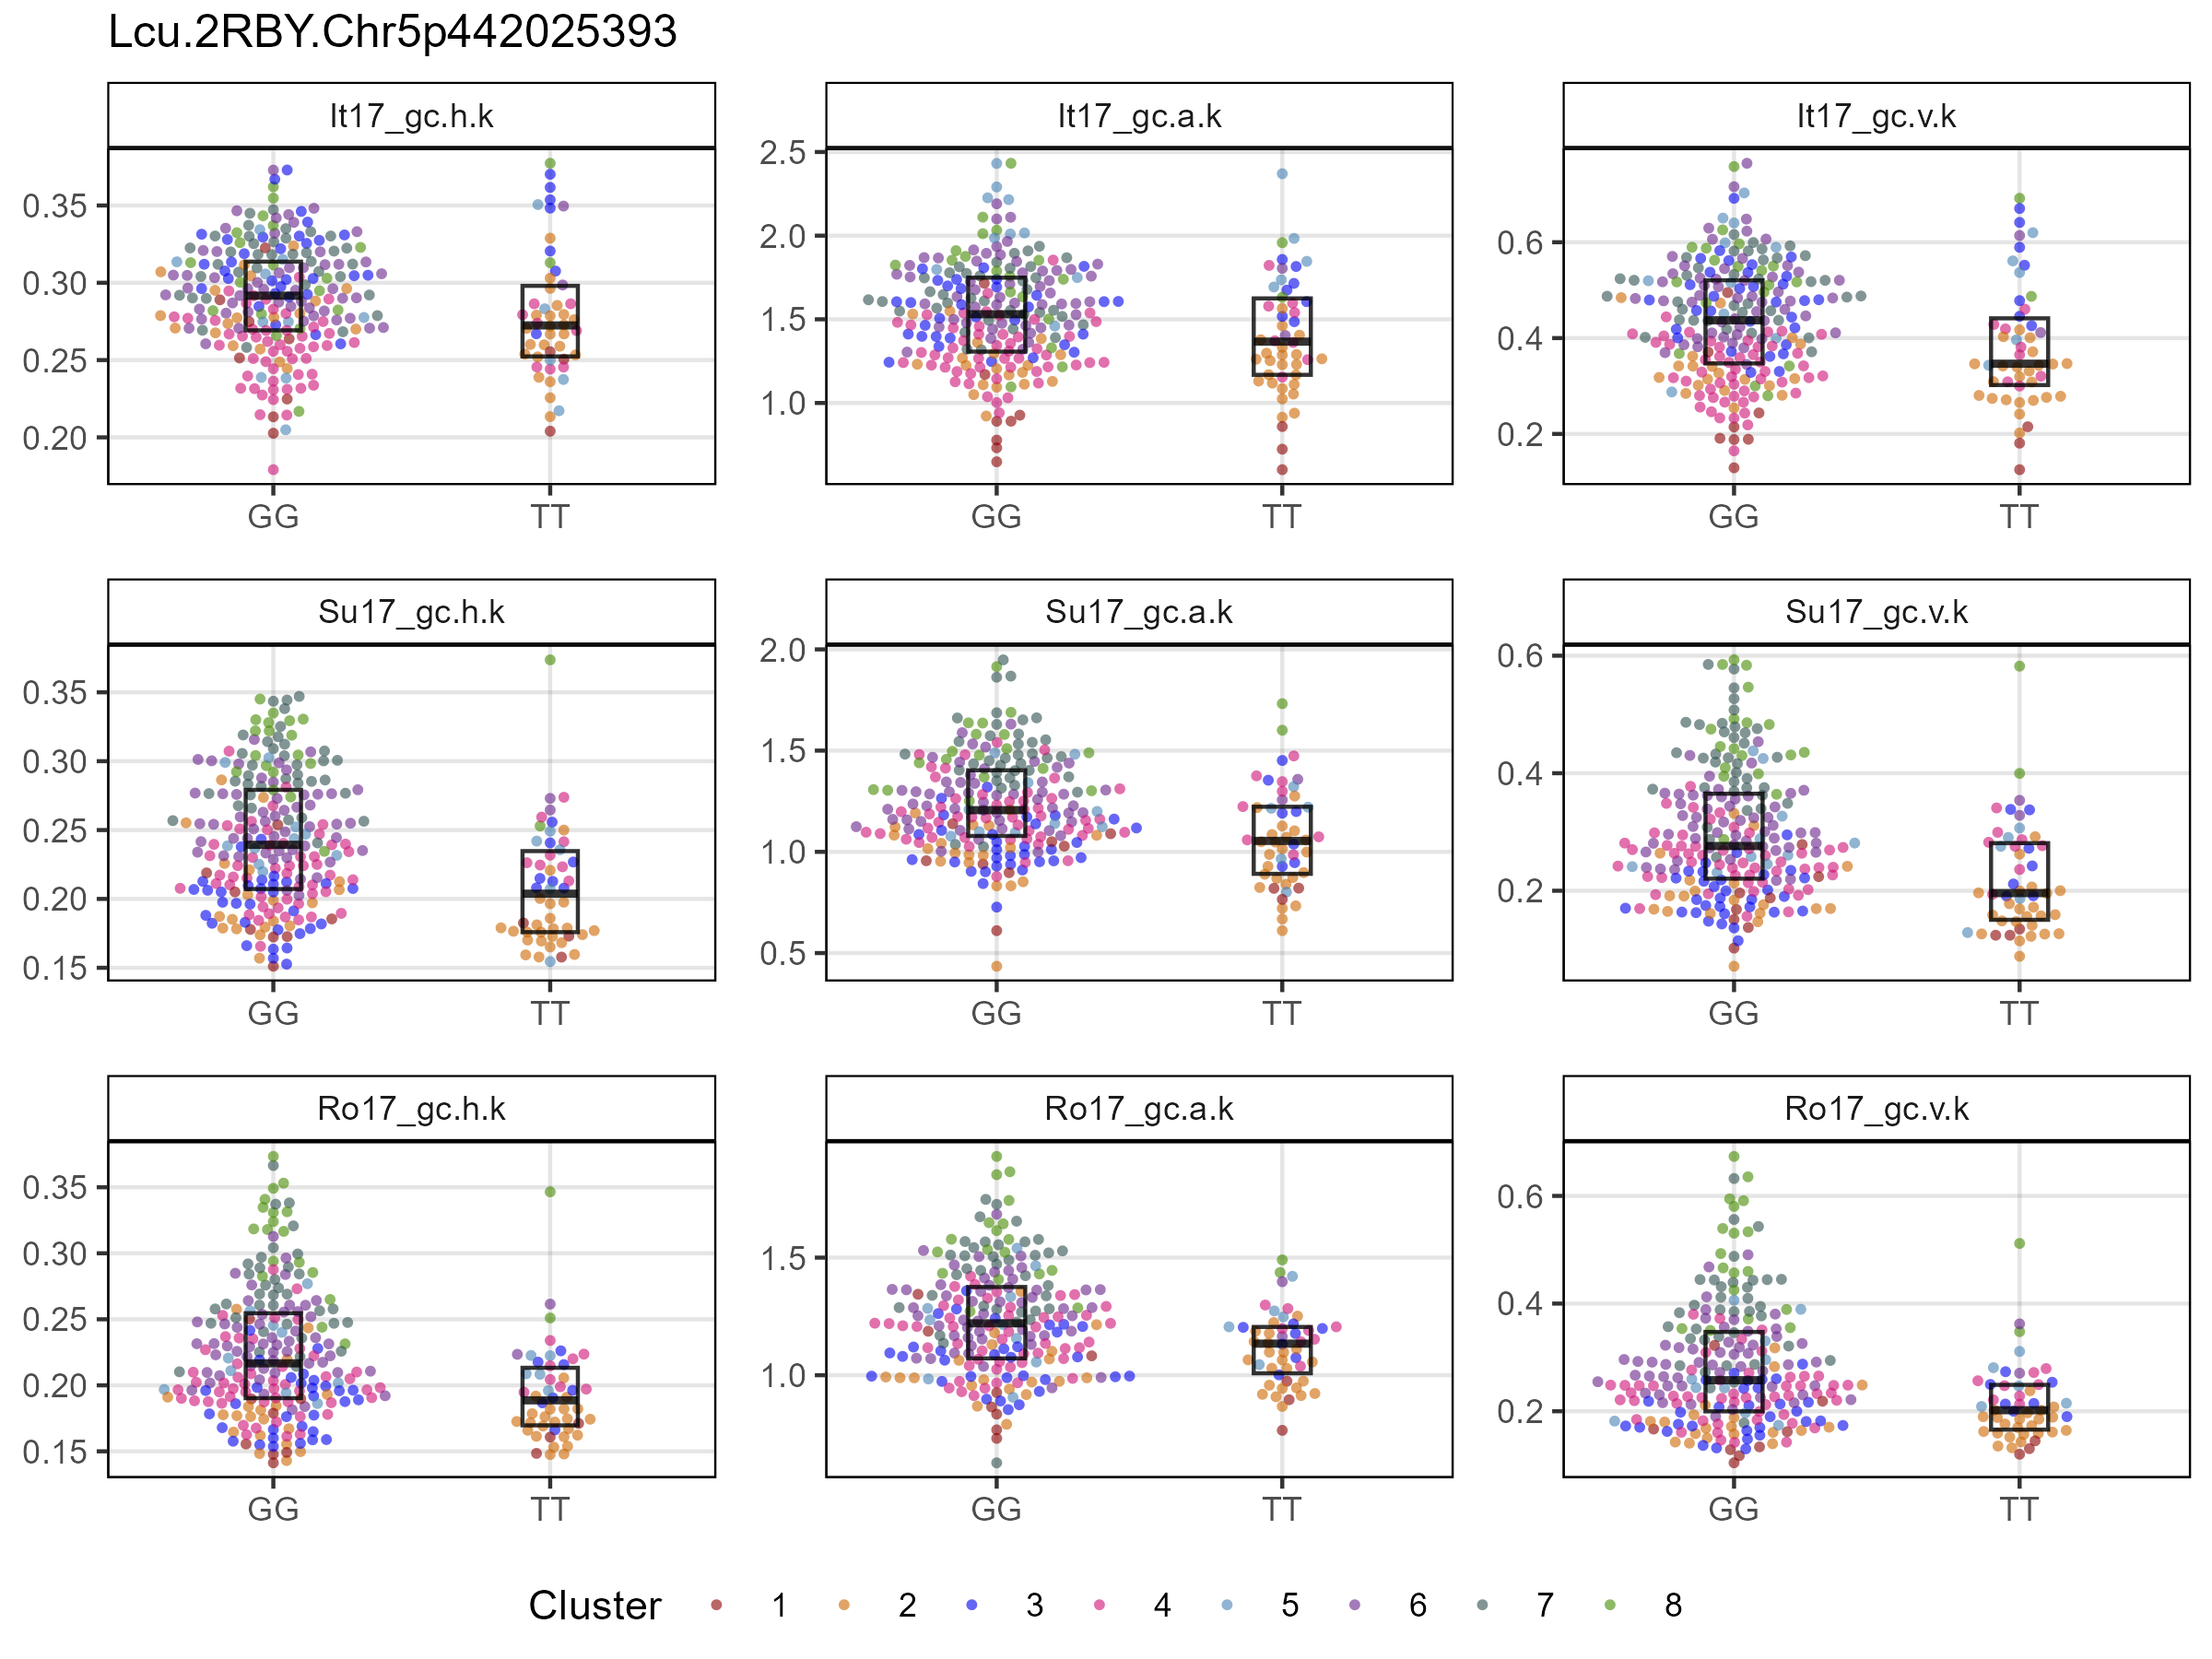 Lcu.2RBY.Chr5p442025393
It17_gc.h.k
It17_gc.a.k
It17_gc.v.k
0.35
0.30
0.25
0.20
GG
TT
2.5
2.0
1.5
1.0
GG
TT
0.6
0.4
0.2
GG
TT
Su17_gc.h.k
Su17_gc.a.k
Su17_gc.v.k
0.35
0.30
0.25
0.20
0.15
GG
TT
2.0
1.5
1.0
0.5
GG
TT
0.6
0.4
0.2
GG
TT
Ro17_gc.h.k
Ro17_gc.a.k
Ro17_gc.v.k
0.35
0.30
0.25
0.20
0.15
GG
TT
1.5
1.0
GG
TT
0.6
0.4
0.2
GG
TT
Cluster 1 2 3 4 5 6 7 8